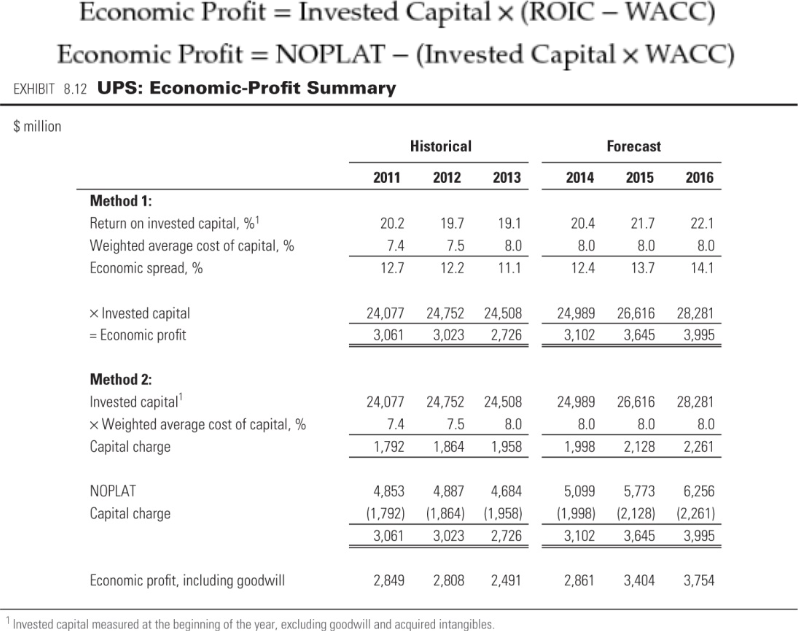 Economic Profit = Invested Capital × (ROIC – WACC)
Economic Profit = NOPLAT – (Invested Capital × WACC)
EXHIBIT 8.12 UPS: Economic-Profit Summary
$ million
Historical Forecast
2011 2012 2013 2014 2015 2016
Method 1:
Return on invested capital, %¹ 20.2 19.7 19.1 20.4 21.7 22.1
Weighted average cost of capital, % 7.4 7.5 8.0 8.0 8.0 8.0
Economic spread, % 12.7 12.2 11.1 12.4 13.7 14.1
× Invested capital 24,077 24,752 24,508 24,989 26,616 28,281
= Economic profit 3,061 3,023 2,726 3,102 3,645 3,995
Method 2:
Invested capital¹ 24,077 24,752 24,508 24,989 26,616 28,281
× Weighted average cost of capital, % 7.4 7.5 8.0 8.0 8.0 8.0
Capital charge 1,792 1,864 1,958 1,998 2,128 2,261
NOPLAT 4,853 4,887 4,684 5,099 5,773 6,256
Capital charge (1,792) (1,864) (1,958) (1,998) (2,128) (2,261)
3,061 3,023 2,726 3,102 3,645 3,995
Economic profit, including goodwill 2,849 2,808 2,491 2,861 3,404 3,754
¹ Invested capital measured at the beginning of the year, excluding goodwill and acquired intangibles.